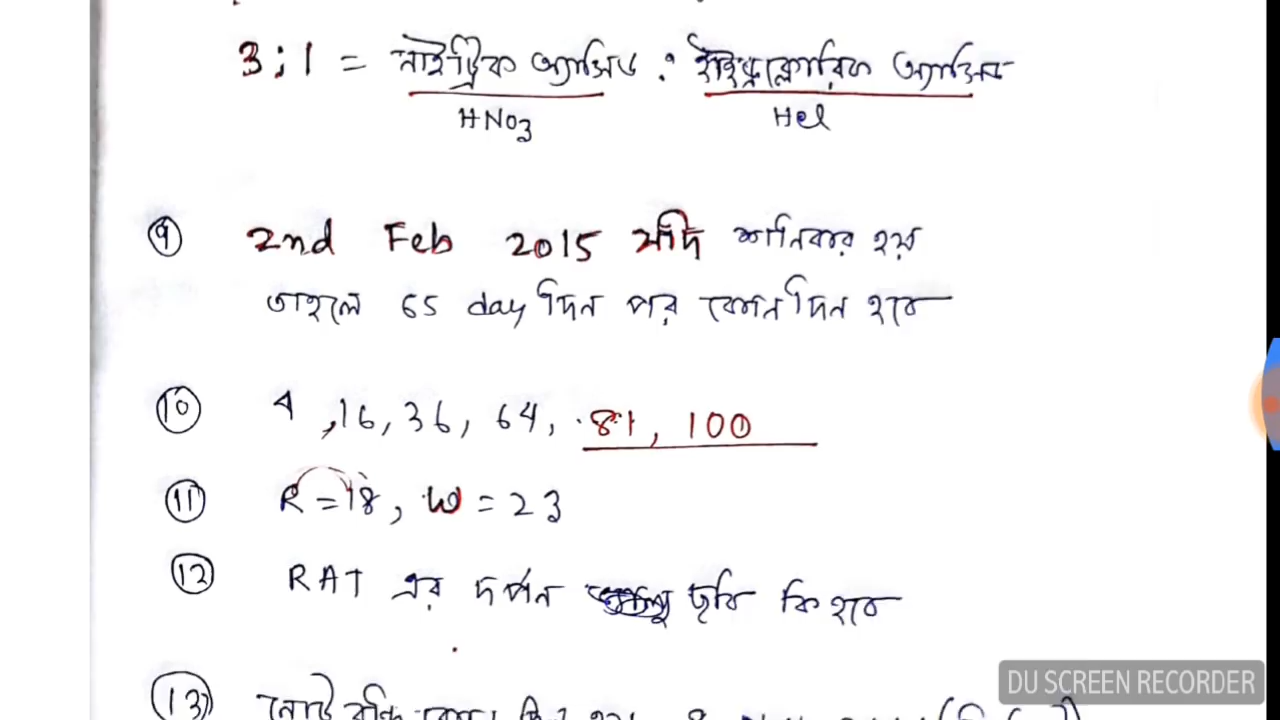 3 : 1 = নাইট্রিক অ্যাসিড : হাইড্রোক্লোরিক অ্যাসিড
HNO3 HCl
9 2nd Feb 2015 যদি শনিবার হয়
তাহলে 65 day দিন পর কোন দিন হবে
10 4, 16, 36, 64, 81, 100
11 R = 18, W = 23
12 RAT এর দর্পন ছবি কি হবে
13
DU SCREEN RECORDER